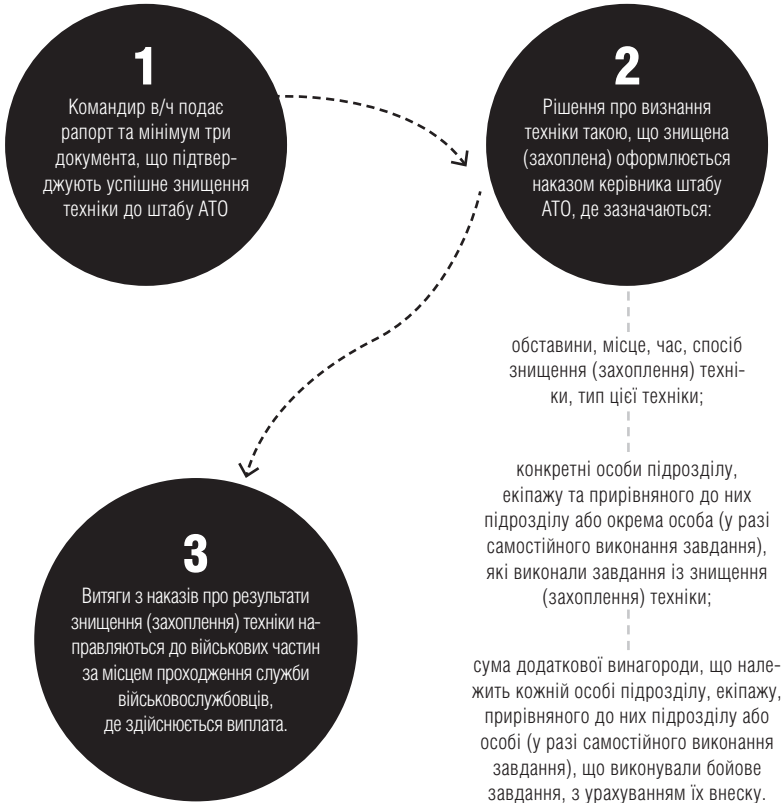 1
Командир в/ч подає
рапорт та мінімум три
документа, що підтвер-
джують успішне знищення
техніки до штабу АТО
2
Рішення про визнання
техніки такою, що знищена
(захоплена) оформлюється
наказом керівника штабу
АТО, де зазначаються:
обставини, місце, час, спосіб
знищення (захоплення) техні-
ки, тип цієї техніки;
конкретні особи підрозділу,
екіпажу та прирівняного до них
підрозділу або окрема особа (у разі
самостійного виконання завдання),
які виконали завдання із знищення
(захоплення) техніки;
сума додаткової винагороди, що нале-
жить кожній особі підрозділу, екіпажу,
прирівняного до них підрозділу або
особі (у разі самостійного виконання
завдання), що виконували бойове
завдання, з урахуванням їх внеску.
3
Витяги з наказів про результати
знищення (захоплення) техніки на-
правляються до військових частин
за місцем проходження служби
військовослужбовців,
де здійснюється виплата.